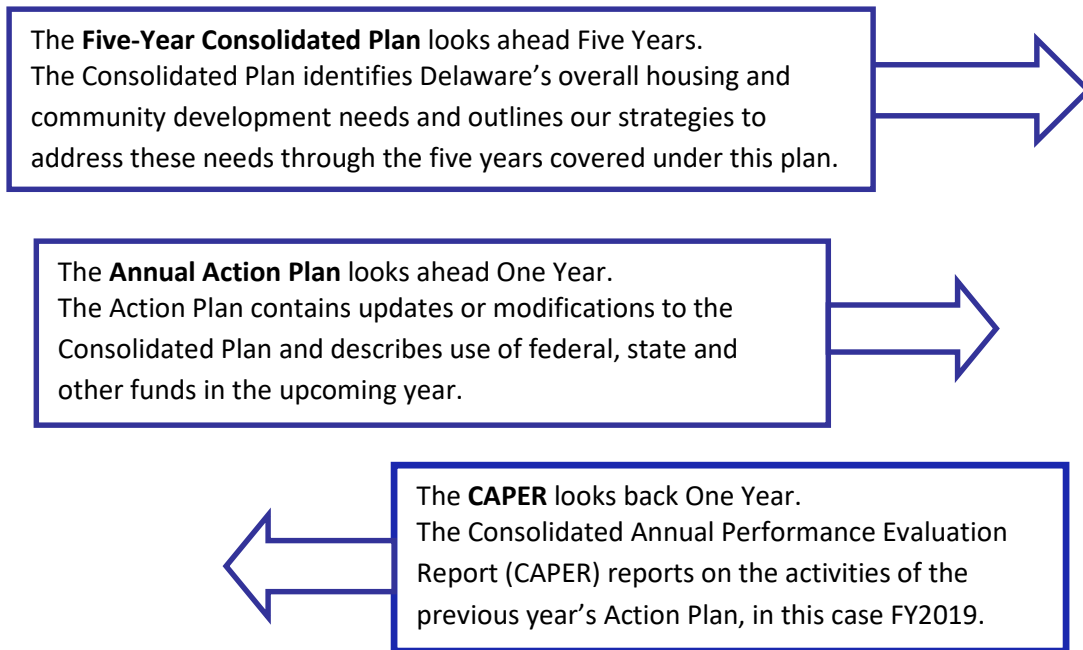 The Five-Year Consolidated Plan looks ahead Five Years.
The Consolidated Plan identifies Delaware’s overall housing and
community development needs and outlines our strategies to
address these needs through the five years covered under this plan.
The Annual Action Plan looks ahead One Year.
The Action Plan contains updates or modifications to the
Consolidated Plan and describes use of federal, state and
other funds in the upcoming year.
The CAPER looks back One Year.
The Consolidated Annual Performance Evaluation
Report (CAPER) reports on the activities of the
previous year’s Action Plan, in this case FY2019.